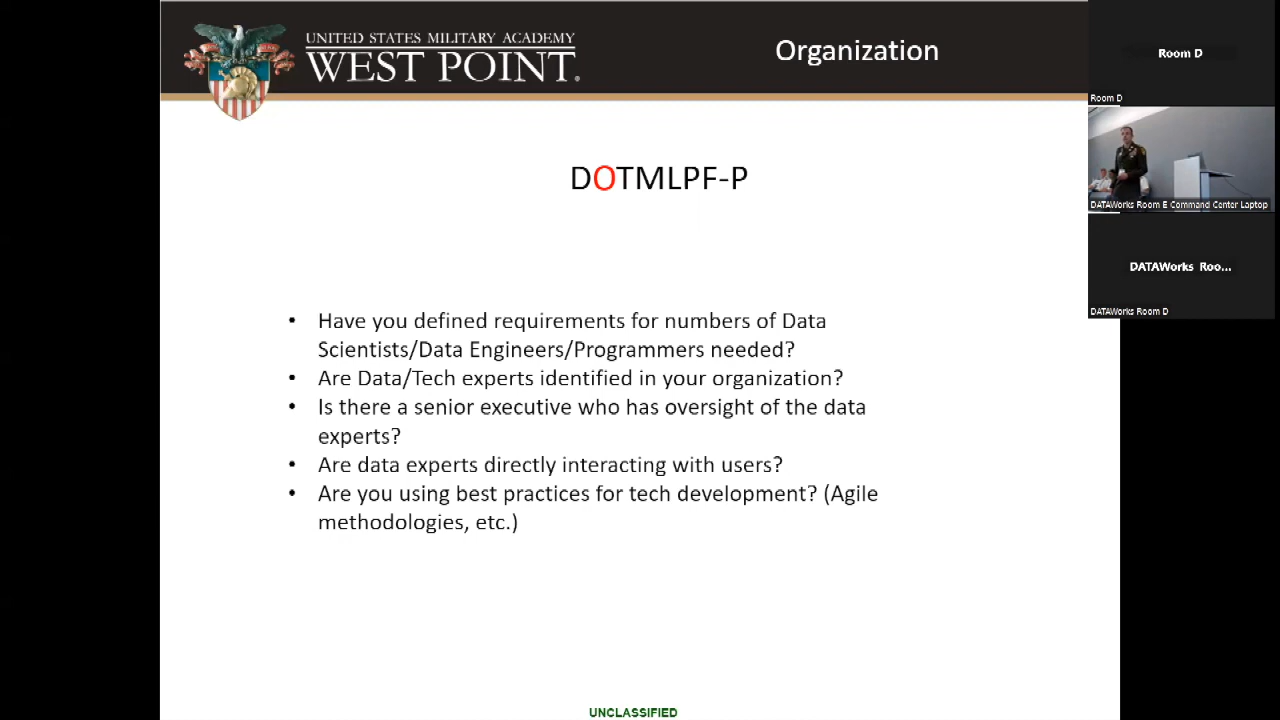 UNITED STATES MILITARY ACADEMY
WEST POINT.
Organization
DOTMLPF-P
• Have you defined requirements for numbers of Data
Scientists/Data Engineers/Programmers needed?
• Are Data/Tech experts identified in your organization?
• Is there a senior executive who has oversight of the data
experts?
• Are data experts directly interacting with users?
• Are you using best practices for tech development? (Agile
methodologies, etc.)
UNCLASSIFIED
Room D
Room D
DATAWorks Room E Command Center Laptop
DATAWorks Roo...
DATAWorks Room D